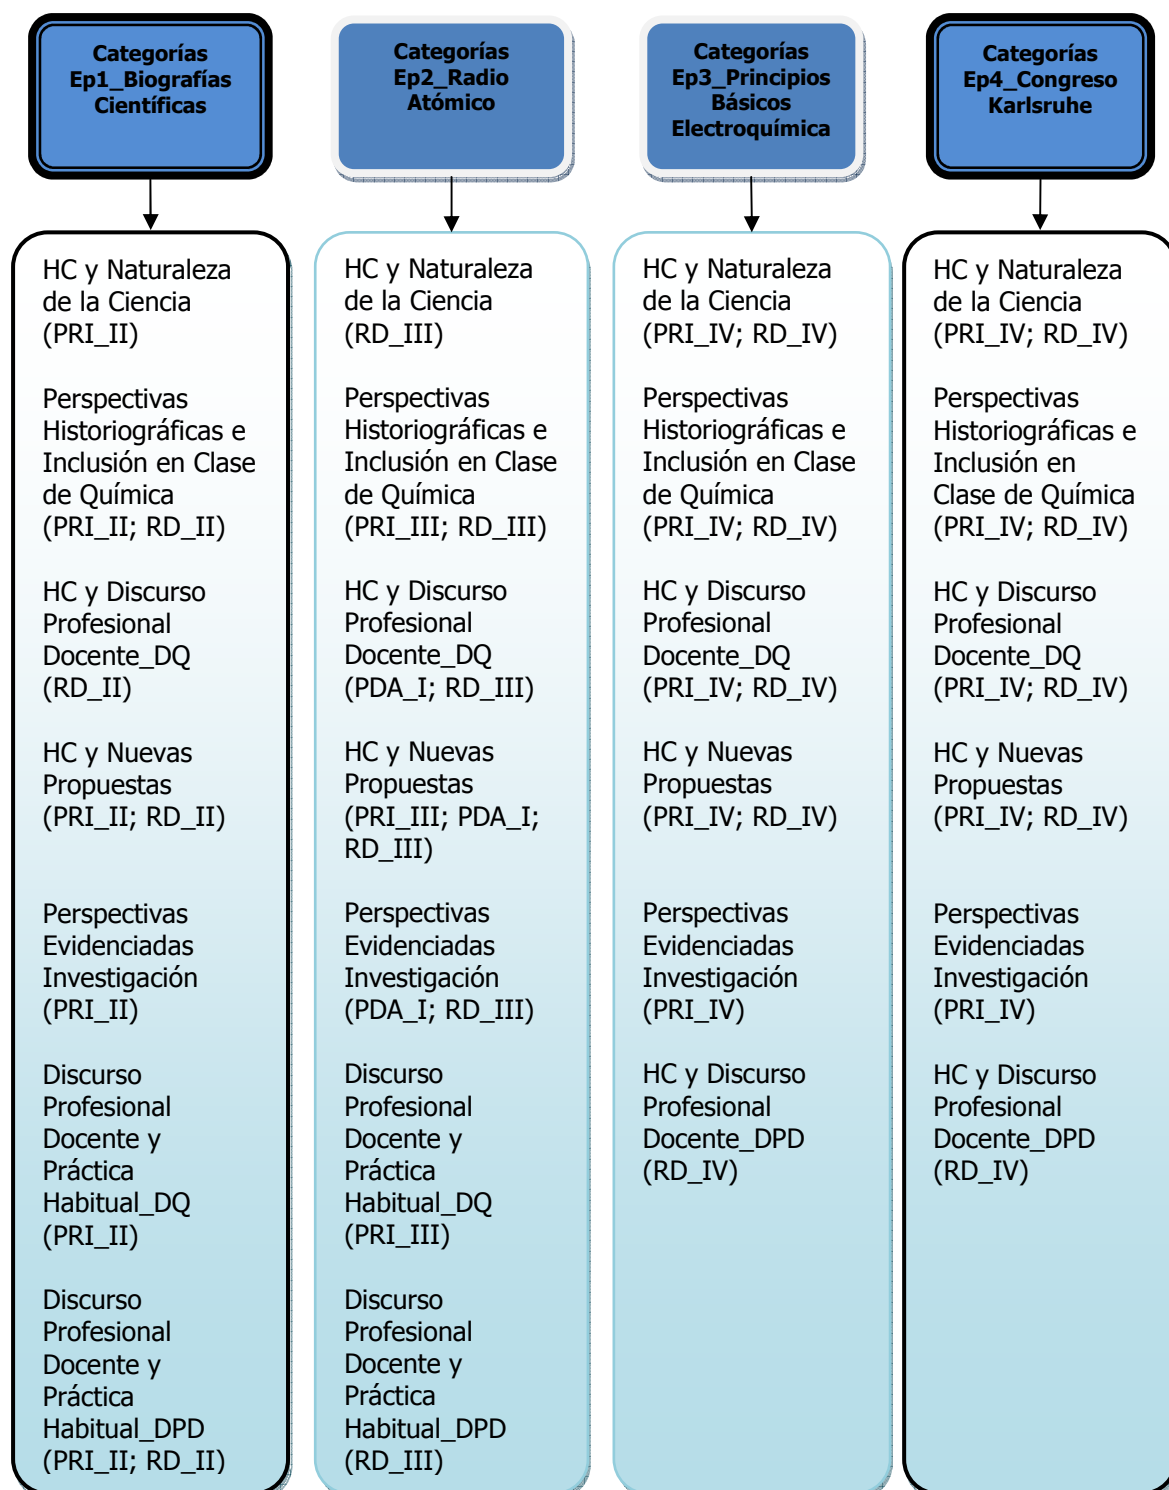 Categorías
Ep1_Biografías
Científicas
Categorías
Ep2_Radio
Atómico
Categorías
Ep3_Principios
Básicos
Electroquímica
Categorías
Ep4_Congreso
Karlsruhe
HC y Naturaleza
de la Ciencia
(PRI_II)
Perspectivas
Historiográficas e
Inclusión en Clase
de Química
(PRI_II; RD_II)
HC y Discurso
Profesional
Docente_DQ
(RD_II)
HC y Nuevas
Propuestas
(PRI_II; RD_II)
Perspectivas
Evidenciadas
Investigación
(PRI_II)
Discurso
Profesional
Docente y
Práctica
Habitual_DQ
(PRI_II)
Discurso
Profesional
Docente y
Práctica
Habitual_DPD
(PRI_II; RD_II)
HC y Naturaleza
de la Ciencia
(RD_III)
Perspectivas
Historiográficas e
Inclusión en Clase
de Química
(PRI_III; RD_III)
HC y Discurso
Profesional
Docente_DQ
(PDA_I; RD_III)
HC y Nuevas
Propuestas
(PRI_III; PDA_I;
RD_III)
Perspectivas
Evidenciadas
Investigación
(PDA_I; RD_III)
Discurso
Profesional
Docente y
Práctica
Habitual_DQ
(PRI_III)
Discurso
Profesional
Docente y
Práctica
Habitual_DPD
(RD_III)
HC y Naturaleza
de la Ciencia
(PRI_IV; RD_IV)
Perspectivas
Historiográficas e
Inclusión en Clase
de Química
(PRI_IV; RD_IV)
HC y Discurso
Profesional
Docente_DQ
(PRI_IV; RD_IV)
HC y Nuevas
Propuestas
(PRI_IV; RD_IV)
Perspectivas
Evidenciadas
Investigación
(PRI_IV)
HC y Discurso
Profesional
Docente_DPD
(RD_IV)
HC y Naturaleza
de la Ciencia
(PRI_IV; RD_IV)
Perspectivas
Historiográficas e
Inclusión en
Clase de Química
(PRI_IV; RD_IV)
HC y Discurso
Profesional
Docente_DQ
(PRI_IV; RD_IV)
HC y Nuevas
Propuestas
(PRI_IV; RD_IV)
Perspectivas
Evidenciadas
Investigación
(PRI_IV)
HC y Discurso
Profesional
Docente_DPD
(RD_IV)